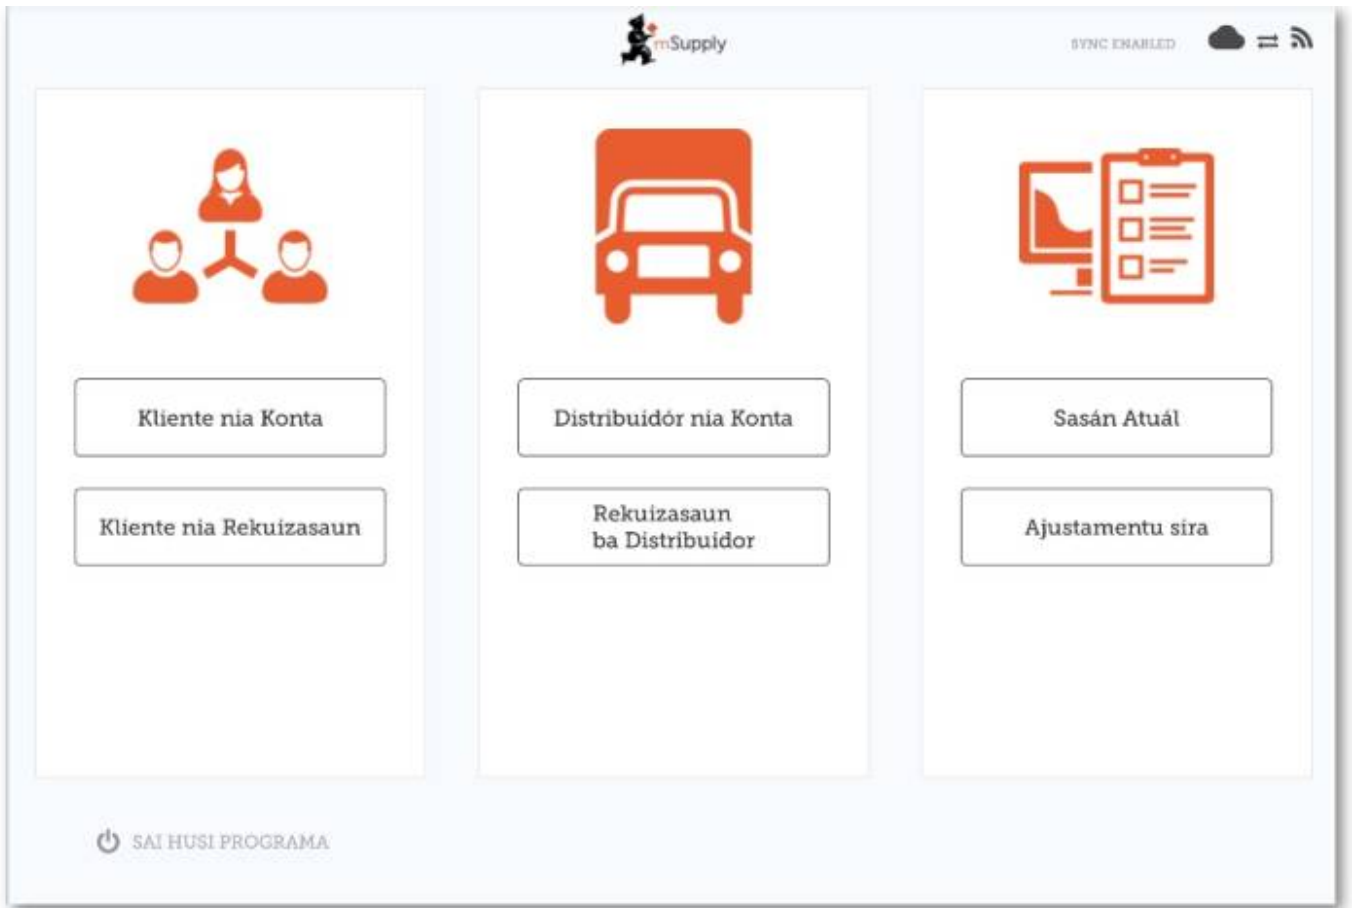 mSupply
SYNC ENABLED
Kliente nia Konta
Kliente nia Rekuizasaun
Distribuidór nia Konta
Rekuizasaun
ba Distribuidor
Sasán Atuál
Ajustamentu sira
SAI HUSI PROGRAMA